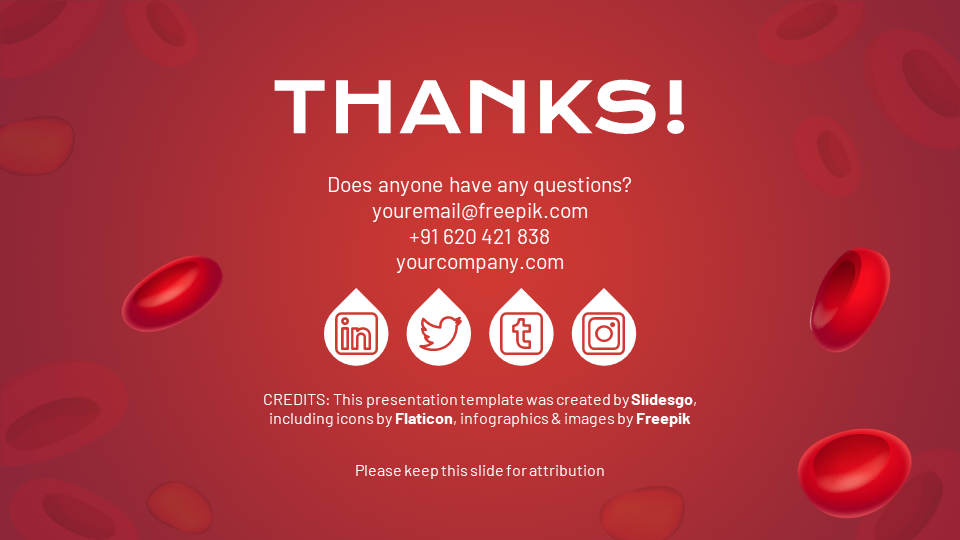 THANKS!
Does anyone have any questions?
youremail@freepik.com
+91 620 421 838
yourcompany.com
in
t
CREDITS: This presentation template was created by Slidesgo,
including icons by Flaticon, infographics & images by Freepik
Please keep this slide for attribution